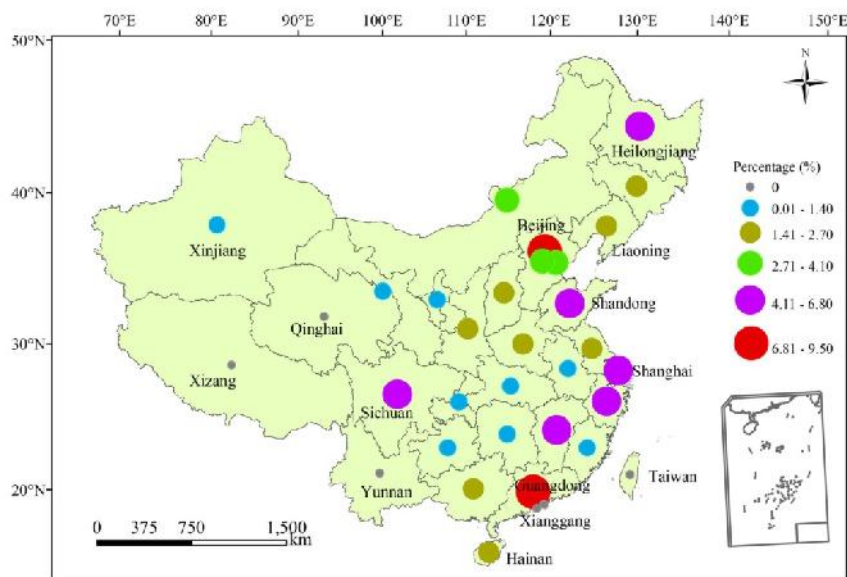 70°E 80°E 90°E 100°E 110°E 120°E 130°E 140°E 150°E
50°N
N
Heilongjiang
Percentage (%)
0
40°N
0.01 - 1.40
Beijing
1.41 - 2.70
Xinjiang
Liaoning
2.71 - 4.10
Shandong
4.11 - 6.80
Qinghai
30°N
6.81 - 9.50
Xizang
Shanghai
Sichuan
20°N
Yunnan
Guangdong
Taiwan
Xianggang
0 375 750 1,500
km
Hainan